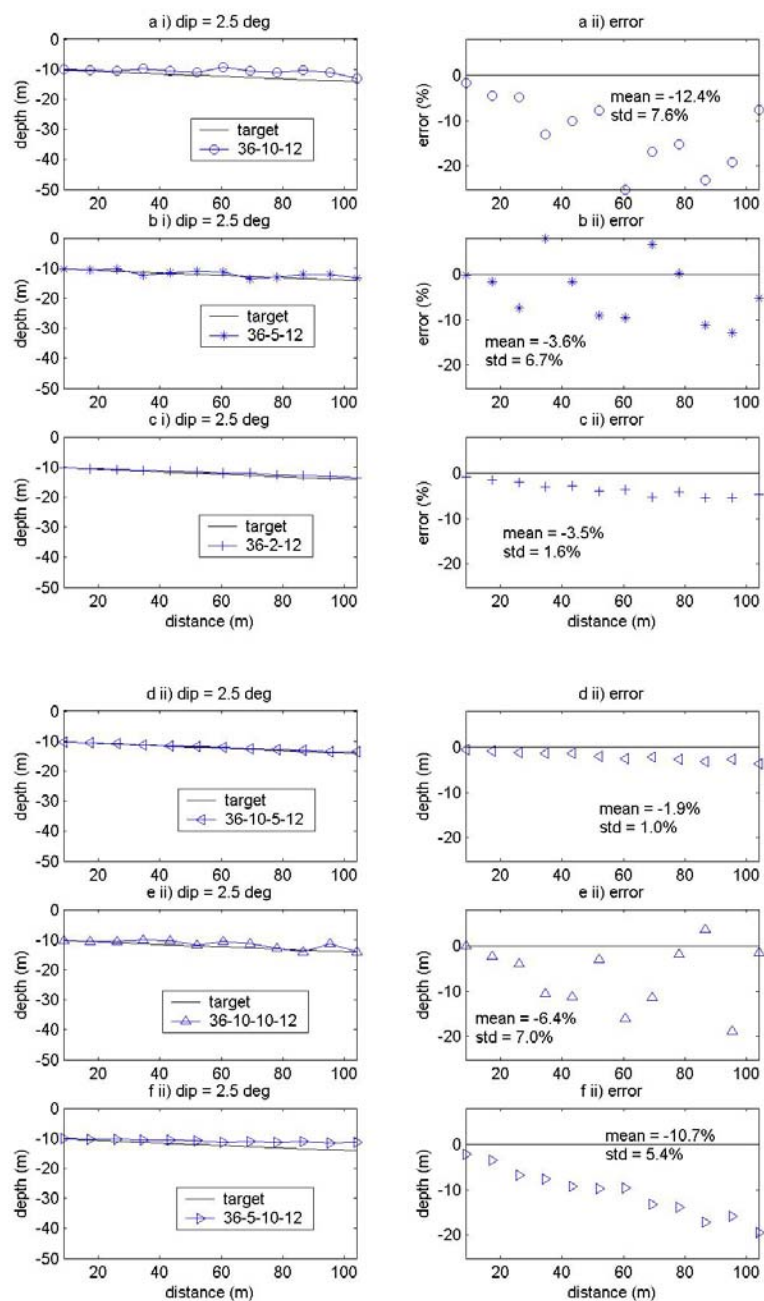 a i) dip = 2.5 deg
a ii) error
0
-10
-20
-30
-40
-50
depth (m)
target
36-10-12
20 40 60 80 100
0
-10
-20
error (%)
mean = -12.4%
std = 7.6%
20 40 60 80 100
b i) dip = 2.5 deg
b ii) error
0
-10
-20
-30
-40
-50
depth (m)
target
36-5-12
20 40 60 80 100
0
-10
-20
error (%)
mean = -3.6%
std = 6.7%
20 40 60 80 100
c i) dip = 2.5 deg
c ii) error
0
-10
-20
-30
-40
-50
depth (m)
target
36-2-12
20 40 60 80 100
distance (m)
0
-10
-20
error (%)
mean = -3.5%
std = 1.6%
20 40 60 80 100
distance (m)
d ii) dip = 2.5 deg
d ii) error
0
-10
-20
-30
-40
-50
depth (m)
target
36-10-5-12
20 40 60 80 100
0
-10
-20
depth (m)
mean = -1.9%
std = 1.0%
20 40 60 80 100
e ii) dip = 2.5 deg
e ii) error
0
-10
-20
-30
-40
-50
depth (m)
target
36-10-10-12
20 40 60 80 100
0
-10
-20
depth (m)
mean = -6.4%
std = 7.0%
20 40 60 80 100
f ii) dip = 2.5 deg
f ii) error
0
-10
-20
-30
-40
-50
depth (m)
target
36-5-10-12
20 40 60 80 100
distance (m)
0
-10
-20
depth (m)
mean = -10.7%
std = 5.4%
20 40 60 80 100
distance (m)